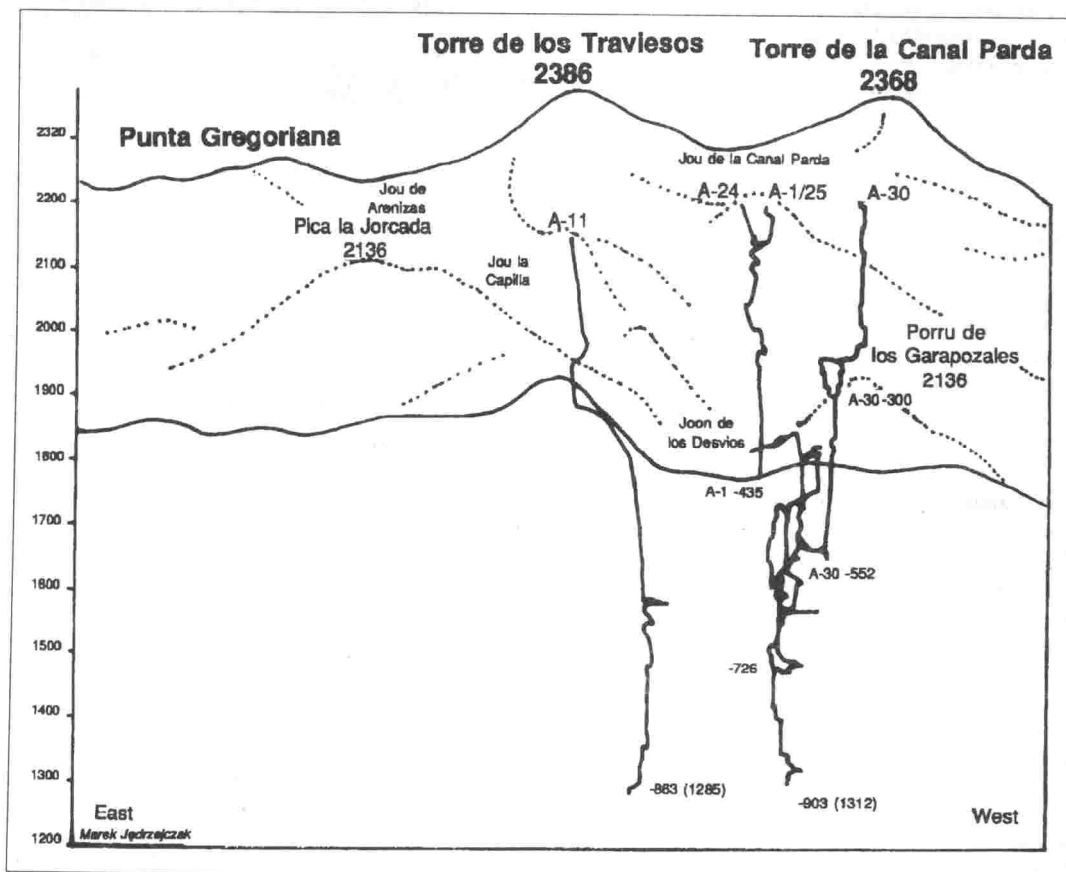 Torre de los Traviesos
2386
Torre de la Canal Parda
2368
Punta Gregoriana
Jou de la Canal Parda
Jou de
Arenizas
A-24
A-1/25
A-30
Pica la Jorcada
2136
A-11
Jou la
Capilla
Porru de
los Garapozales
2136
A-30 -300
Joon de
los Desvios
A-1 -435
A-30 -552
-726
-863 (1285)
-903 (1312)
2320
2200
2100
2000
1900
1800
1700
1600
1500
1400
1300
1200
East
West
Marek Jędrzejczak